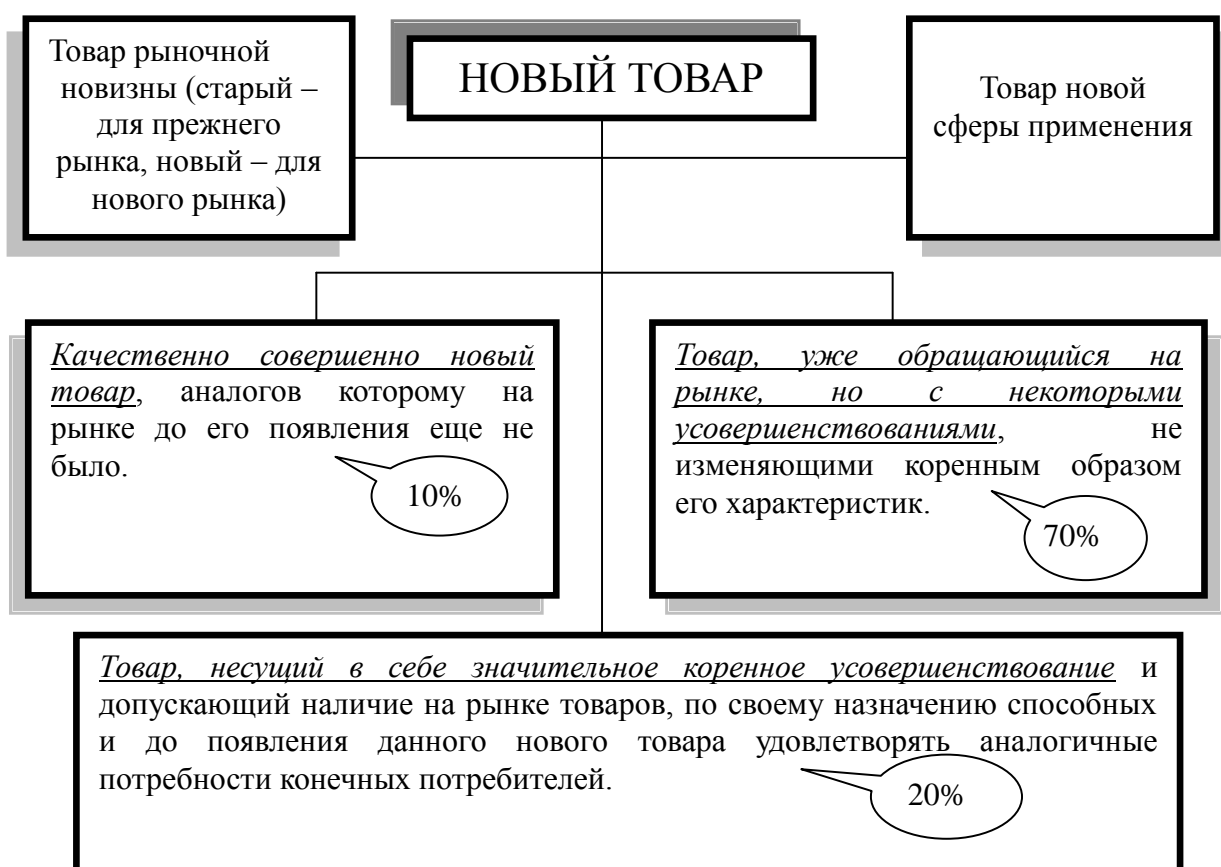 Товар рыночной
новизны (старый –
для прежнего
рынка, новый – для
нового рынка)
НОВЫЙ ТОВАР
Товар новой
сферы применения
Качественно совершенно новый
товар, аналогов которому на
рынке до его появления еще не
было.
10%
Товар, уже обращающийся на
рынке, но с некоторыми
усовершенствованиями, не
изменяющими коренным образом
его характеристик.
70%
Товар, несущий в себе значительное коренное усовершенствование и
допускающий наличие на рынке товаров, по своему назначению способных
и до появления данного нового товара удовлетворять аналогичные
потребности конечных потребителей.
20%